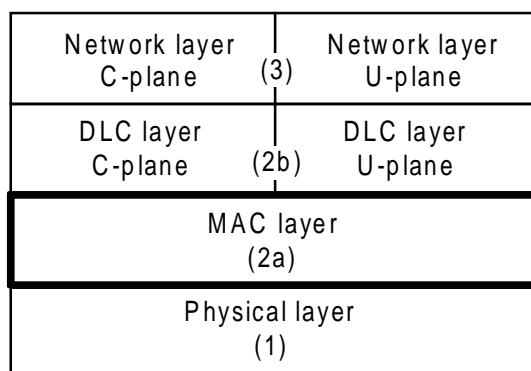 Network layer
C-plane
(3)
Network layer
U-plane
DLC layer
C-plane
(2b)
DLC layer
U-plane
MAC layer
(2a)
Physical layer
(1)